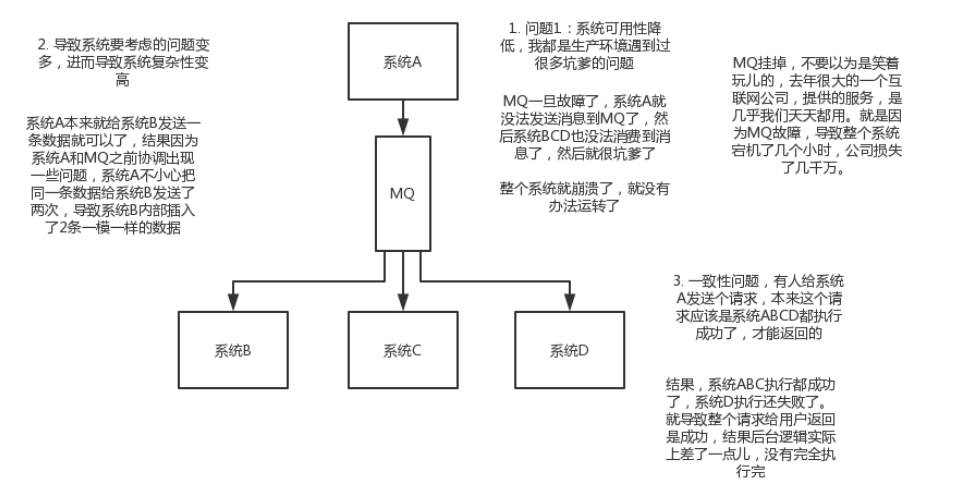 2. 导致系统要考虑的问题变
多，进而导致系统复杂性变
高
系统A本来就给系统B发送一
条数据就可以了，结果因为
系统A和MQ之前协调出现
一些问题，系统A不小心把
同一条数据给系统B发送了
两次，导致系统B内部插入
了2条一模一样的数据
系统A
MQ
系统B
系统C
系统D
1. 问题1：系统可用性降
低，我都是生产环境遇到过
很多坑爹的问题
MQ一旦故障了，系统A就
没法发送消息到MQ了，然
后系统BCD也没法消费到消
息了，然后就很坑爹了
整个系统就崩溃了，就没有
办法运转了
MQ挂掉，不要以为是笑着
玩儿的，去年很大的一个互
联网公司，提供的服务，是
几乎我们天天都用。就是因
为MQ故障，导致整个系统
宕机了几个小时，公司损失
了几千万。
3. 一致性问题，有人给系统
A发送个请求，本来这个请
求应该是系统ABCD都执行
成功了，才能返回的
结果，系统ABC执行都成功
了，系统D执行还失败了。
就导致整个请求给用户返回
是成功，结果后台逻辑实际
上差了一点儿，没有完全执
行完